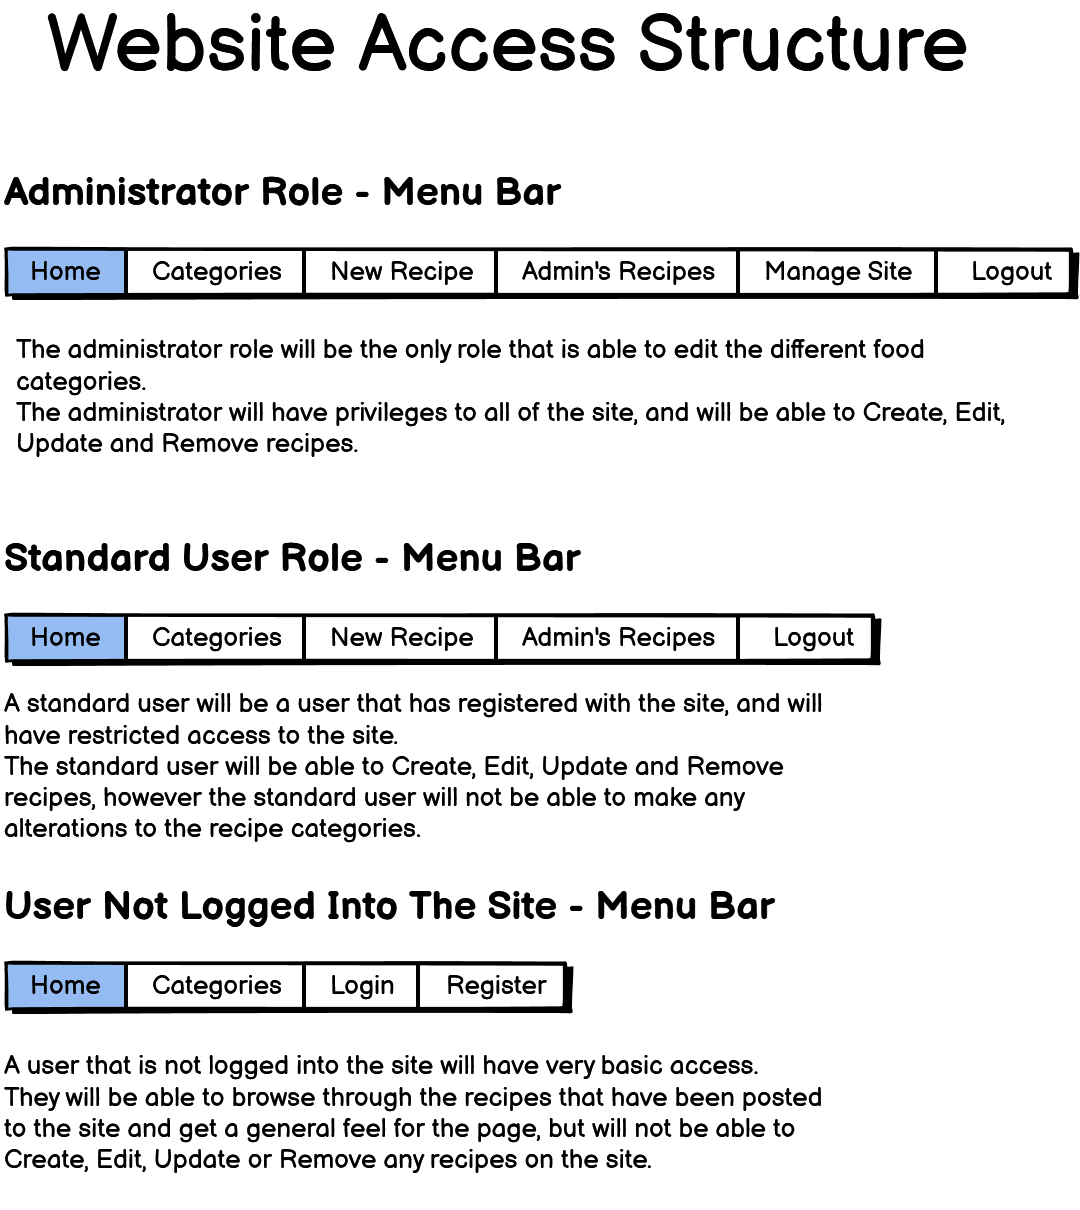 Website Access Structure
Administrator Role - Menu Bar
Home Categories New Recipe Admin's Recipes Manage Site Logout
The administrator role will be the only role that is able to edit the different food
categories.
The administrator will have privileges to all of the site, and will be able to Create, Edit,
Update and Remove recipes.
Standard User Role - Menu Bar
Home Categories New Recipe Admin's Recipes Logout
A standard user will be a user that has registered with the site, and will
have restricted access to the site.
The standard user will be able to Create, Edit, Update and Remove
recipes, however the standard user will not be able to make any
alterations to the recipe categories.
User Not Logged Into The Site - Menu Bar
Home Categories Login Register
A user that is not logged into the site will have very basic access.
They will be able to browse through the recipes that have been posted
to the site and get a general feel for the page, but will not be able to
Create, Edit, Update or Remove any recipes on the site.